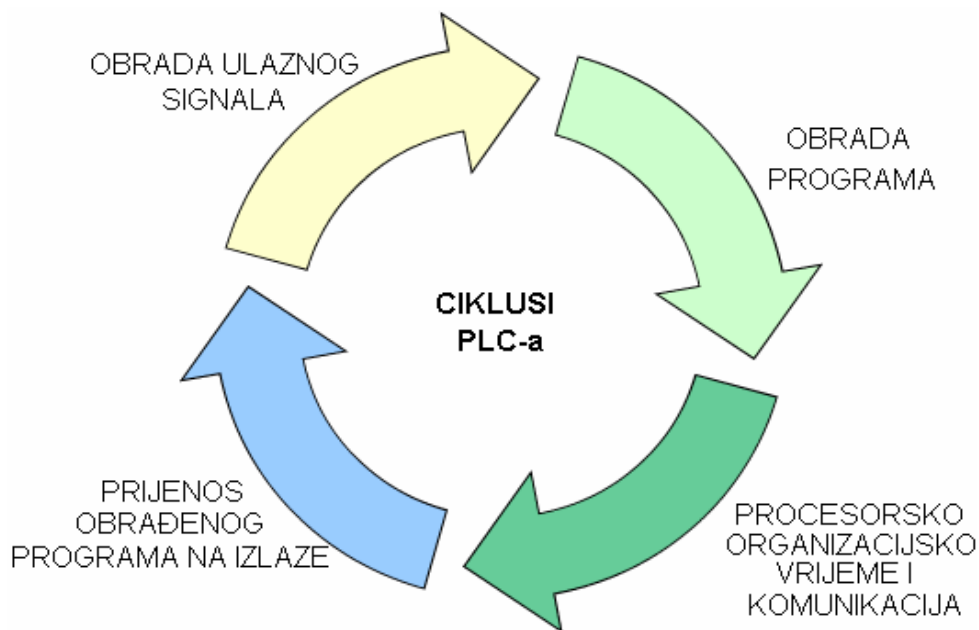 OBRADA ULAZNOG
SIGNALA
OBRADA
PROGRAMA
CIKLUSI
PLC-a
PRIJENOS
OBRAĐENOG
PROGRAMA NA IZLAZE
PROCESORSKO
ORGANIZACIJSKO
VRIJEME I
KOMUNIKACIJA